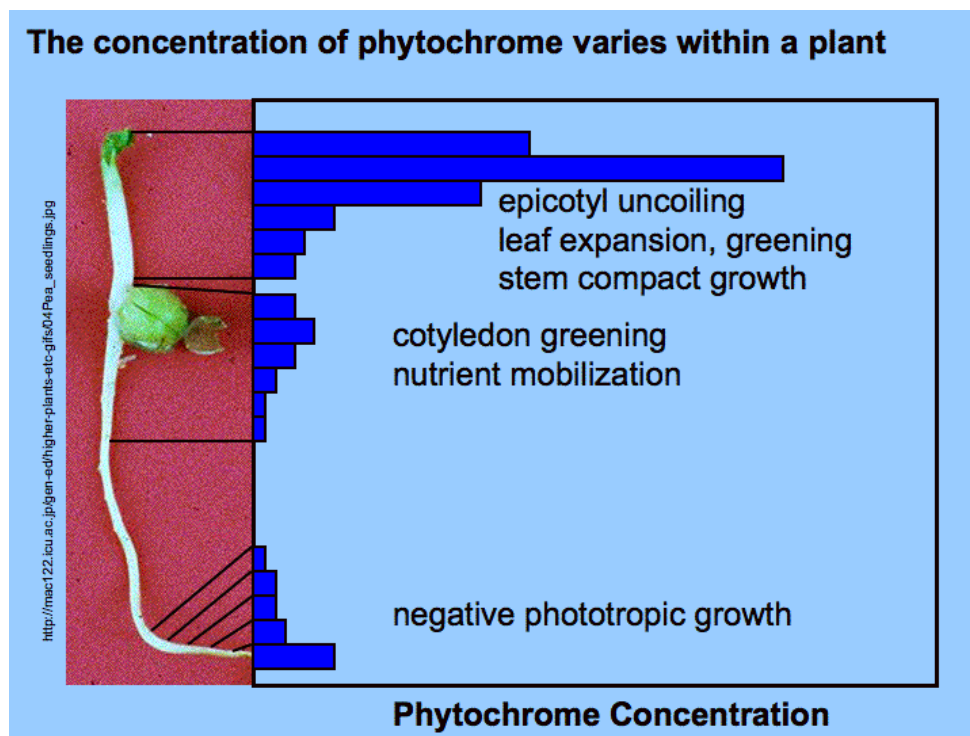 The concentration of phytochrome varies within a plant
http://mac122.icu.ac.jp/gen-ed/higher-plants-etc-gifs/04Pea_seedlings.jpg
epicotyl uncoiling
leaf expansion, greening
stem compact growth
cotyledon greening
nutrient mobilization
negative phototropic growth
Phytochrome Concentration